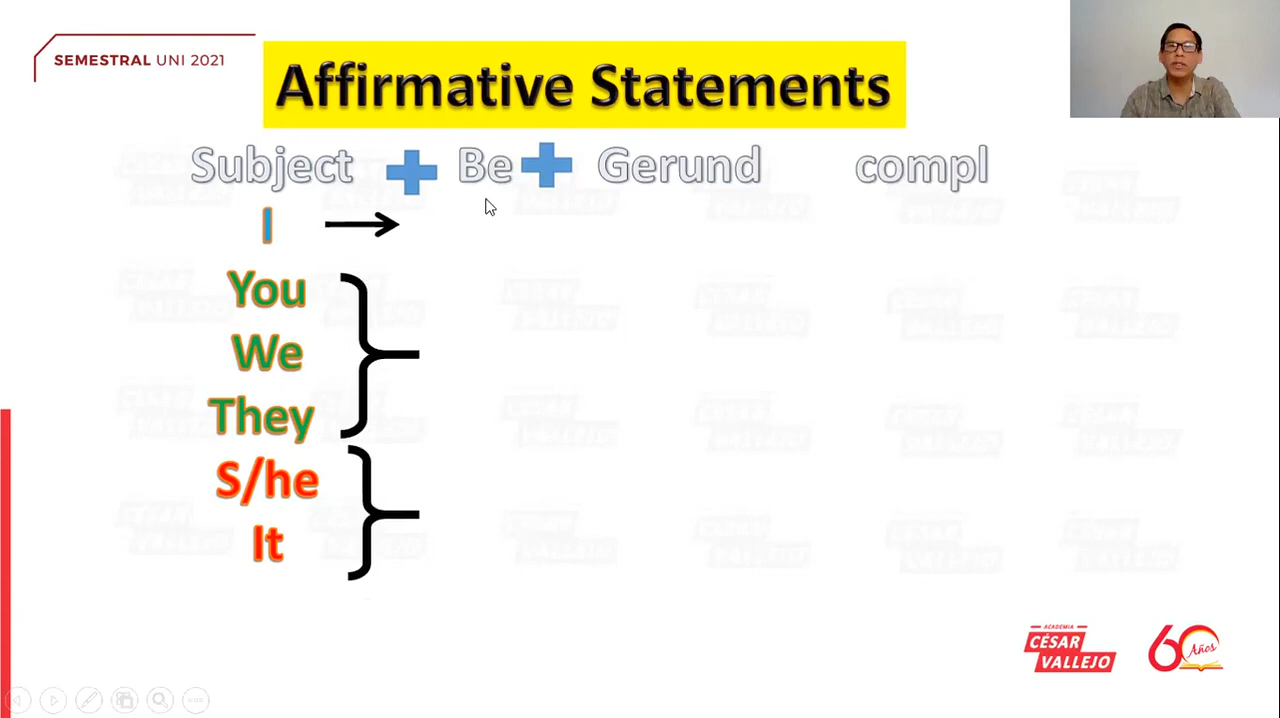 SEMESTRAL UNI 2021
Affirmative Statements
Subject + Be + Gerund compl
I
You
We
They
S/he
It
ACADEMIA
CÉSAR
VALLEJO
60
Años